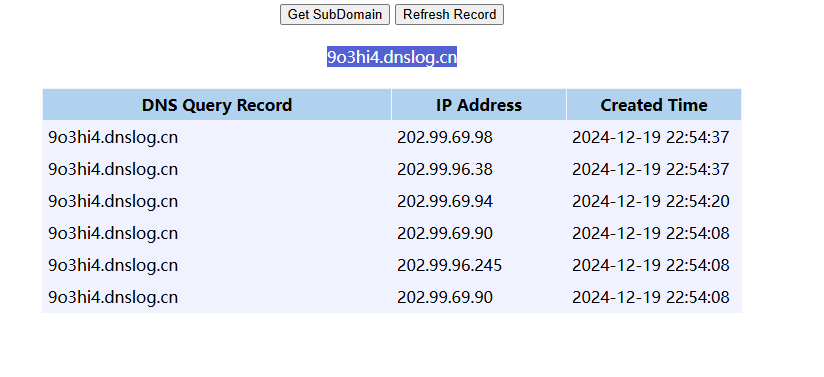 Get SubDomain Refresh Record
9o3hi4.dnslog.cn
DNS Query Record IP Address Created Time
9o3hi4.dnslog.cn 202.99.69.98 2024-12-19 22:54:37
9o3hi4.dnslog.cn 202.99.96.38 2024-12-19 22:54:37
9o3hi4.dnslog.cn 202.99.69.94 2024-12-19 22:54:20
9o3hi4.dnslog.cn 202.99.69.90 2024-12-19 22:54:08
9o3hi4.dnslog.cn 202.99.96.245 2024-12-19 22:54:08
9o3hi4.dnslog.cn 202.99.69.90 2024-12-19 22:54:08